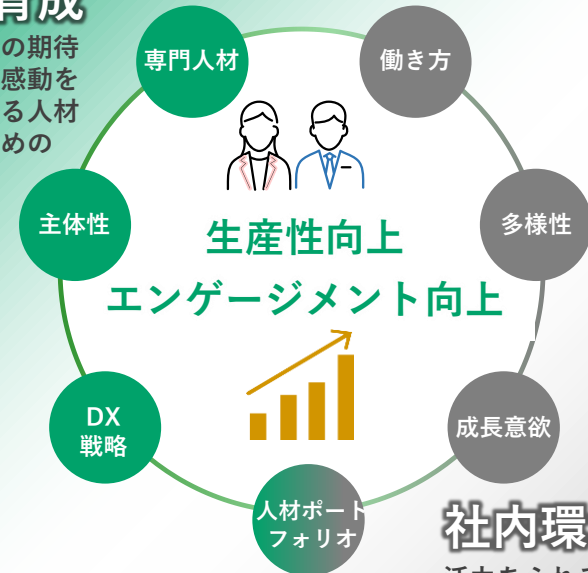 育成
の期待
感動を
る人材
めの
専門人材
働き方
主体性
多様性
生産性向上
エンゲージメント向上
DX
戦略
成長意欲
人材ポート
フォリオ
社内環